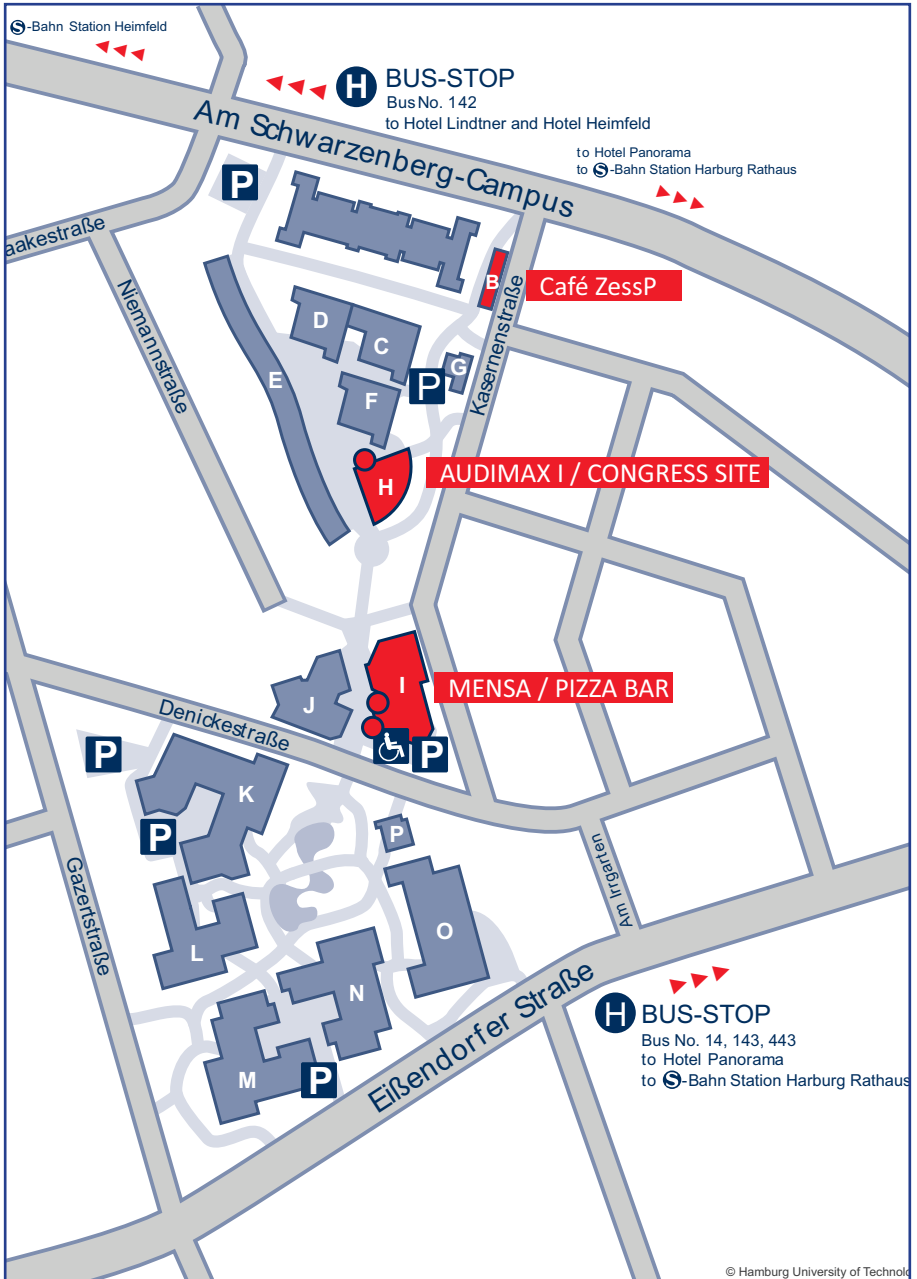 S-Bahn Station Heimfeld
H BUS-STOP
Bus No. 142
to Hotel Lindtner and Hotel Heimfeld
Am Schwarzenberg-Campus
to Hotel Panorama
to S-Bahn Station Harburg Rathaus
P
aakestraße
Niemannstraße
B
Café ZessP
Kasernenstraße
D
C
G
P
E
F
H
AUDIMAX I / CONGRESS SITE
I
MENSA / PIZZA BAR
J
Denickestraße
P
P
K
P
P
Gazertstraße
Am Irrgarten
L
O
N
M
P
Eißendorfer Straße
H BUS-STOP
Bus No. 14, 143, 443
to Hotel Panorama
to S-Bahn Station Harburg Rathaus
© Hamburg University of Technolo